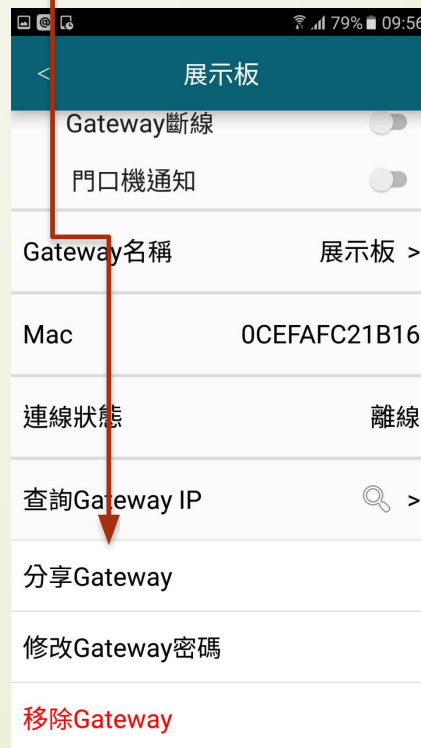 79% 09:56
< 展示板
Gateway斷線
門口機通知
Gateway名稱 展示板 >
Mac 0CEFAFC21B16
連線狀態 離線
查詢Gateway IP >
分享Gateway
修改Gateway密碼
移除Gateway